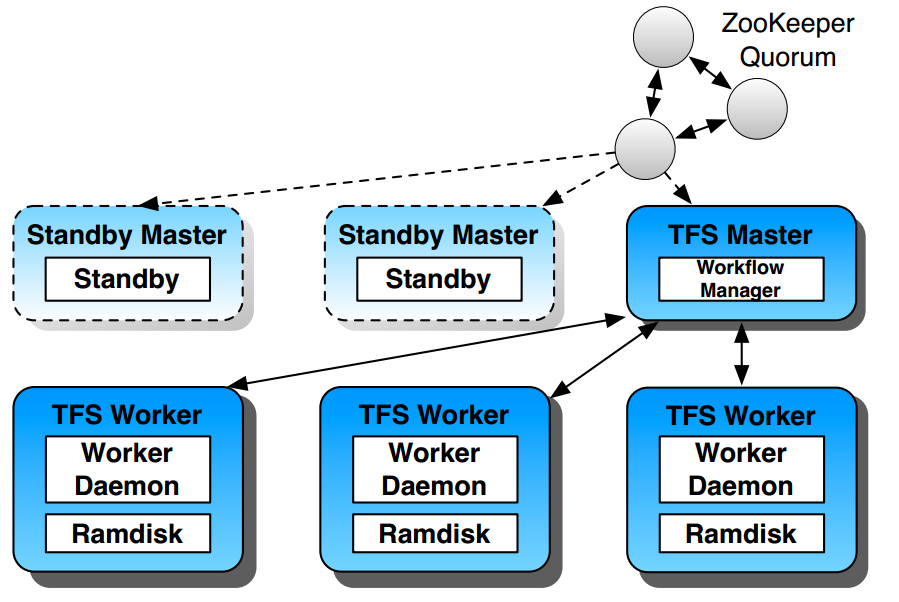 ZooKeeper
Quorum
Standby Master
Standby
Standby Master
Standby
TFS Master
Workflow
Manager
TFS Worker
Worker
Daemon
Ramdisk
TFS Worker
Worker
Daemon
Ramdisk
TFS Worker
Worker
Daemon
Ramdisk